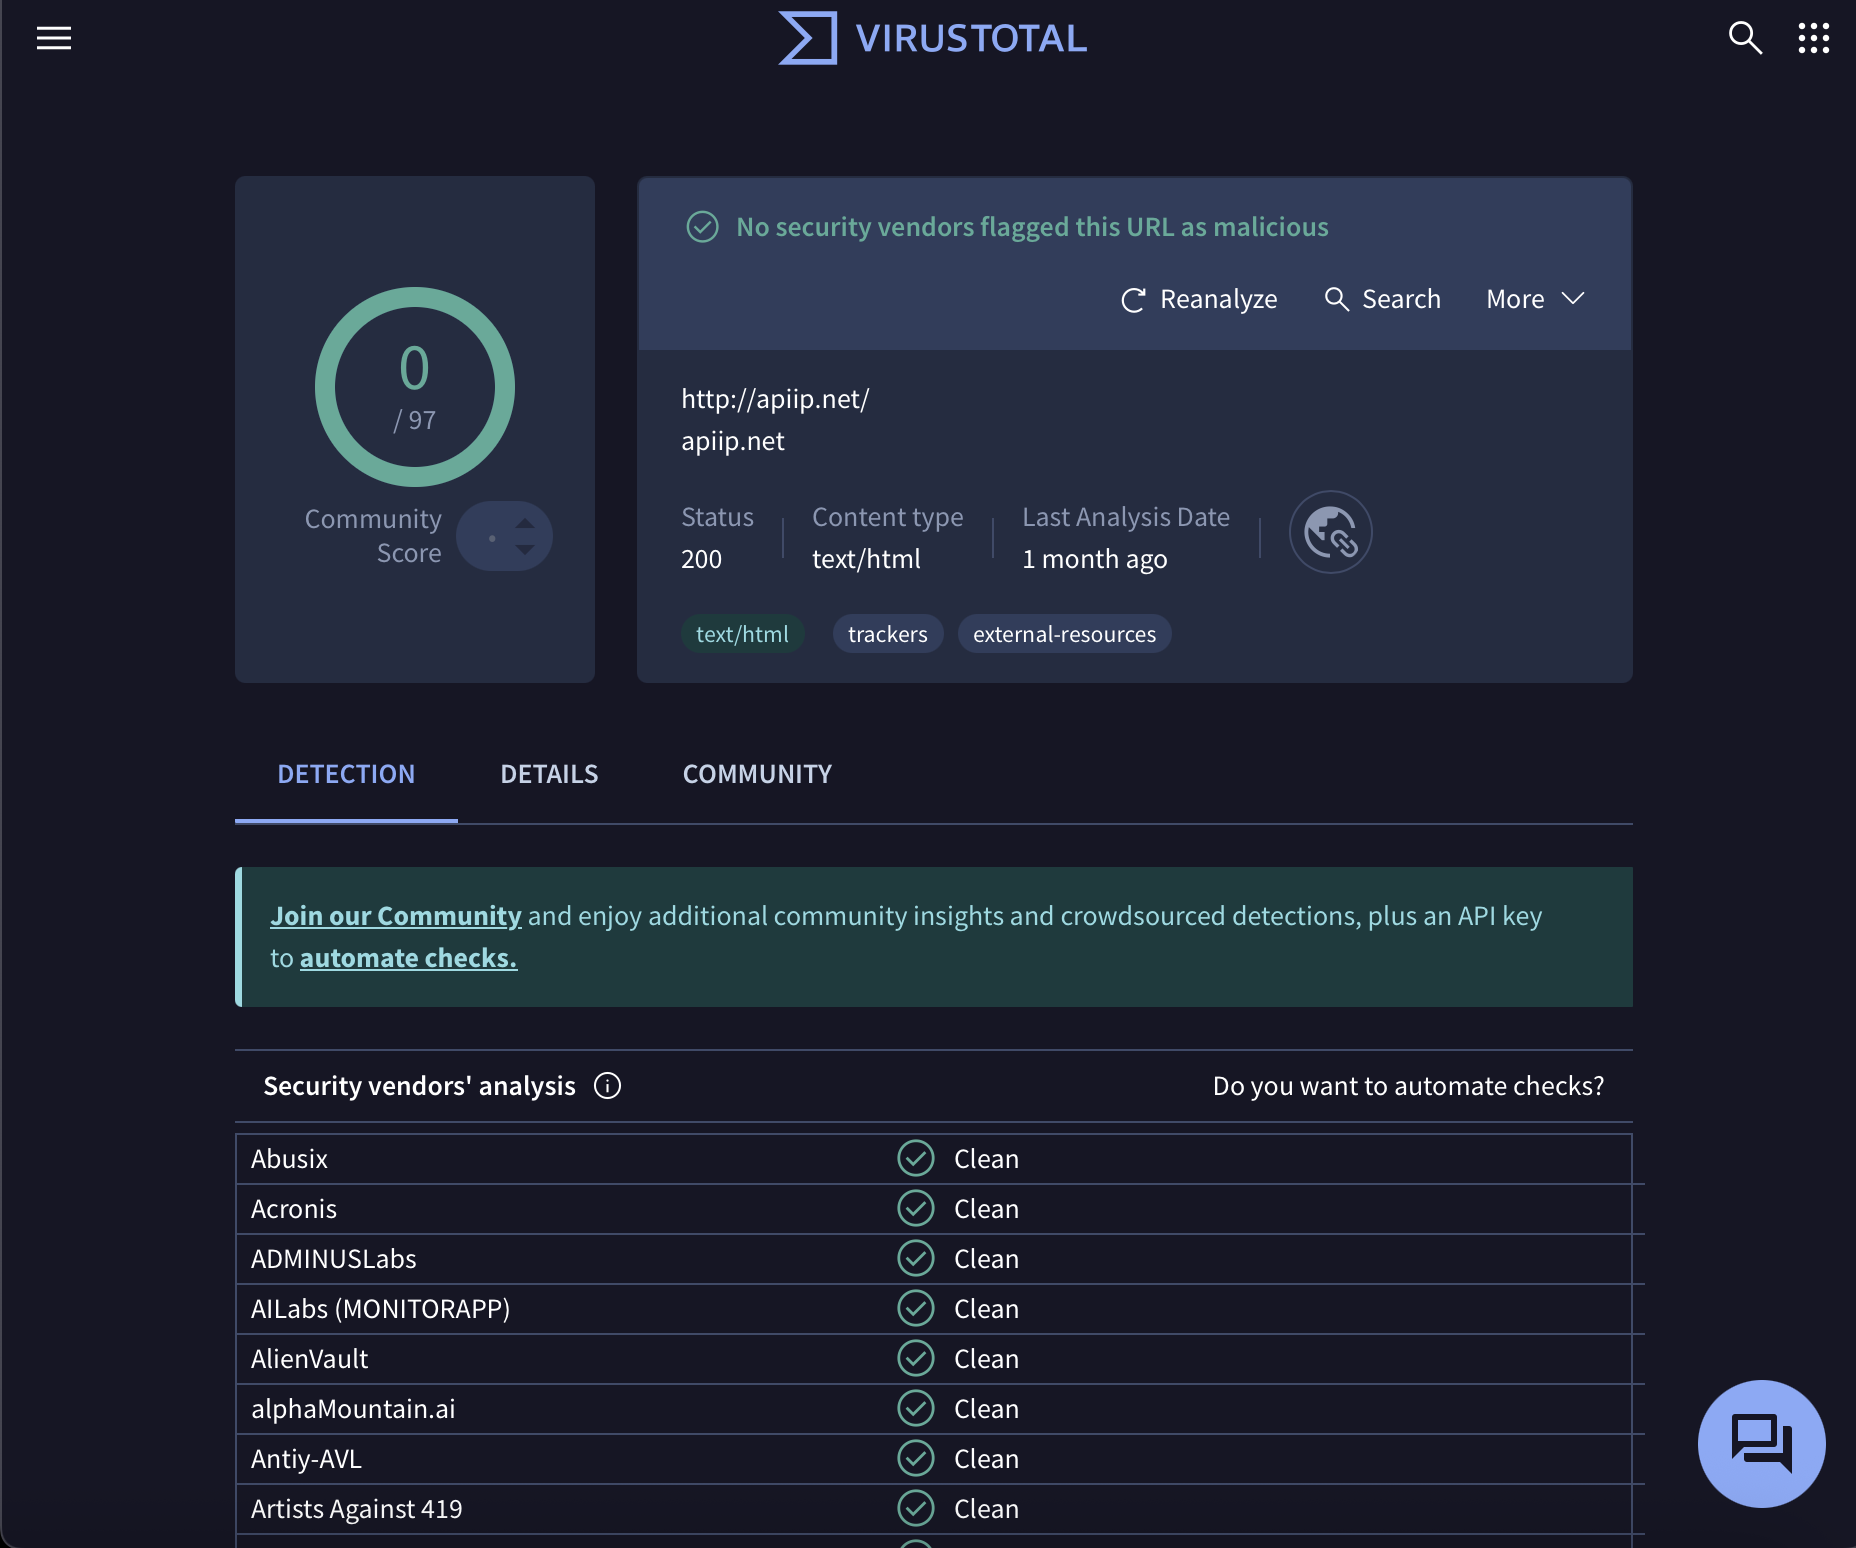 VIRUSTOTAL
0
/ 97
Community
Score
No security vendors flagged this URL as malicious
Reanalyze
Search
More
http://apiip.net/
apiip.net
Status
200
Content type
text/html
Last Analysis Date
1 month ago
text/html
trackers
external-resources
DETECTION
DETAILS
COMMUNITY
Join our Community and enjoy additional community insights and crowdsourced detections, plus an API key
to automate checks.
Security vendors' analysis
Do you want to automate checks?
Abusix Clean
Acronis Clean
ADMINUSLabs Clean
AILabs (MONITORAPP) Clean
AlienVault Clean
alphaMountain.ai Clean
Antiy-AVL Clean
Artists Against 419 Clean